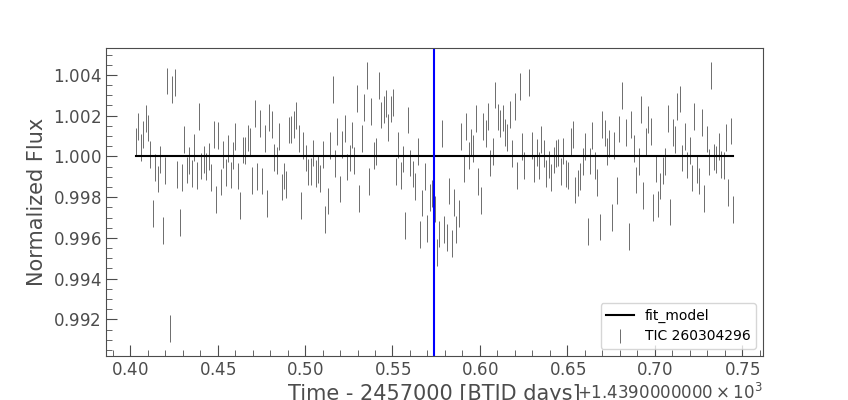 1.004
1.002
1.000
0.998
0.996
0.994
0.992
Normalized Flux
fit_model
TIC 260304296
0.40 0.45 0.50 0.55 0.60 0.65 0.70 0.75
Time - 2457000 [BTJD days]
+1.4390000000 × 10³